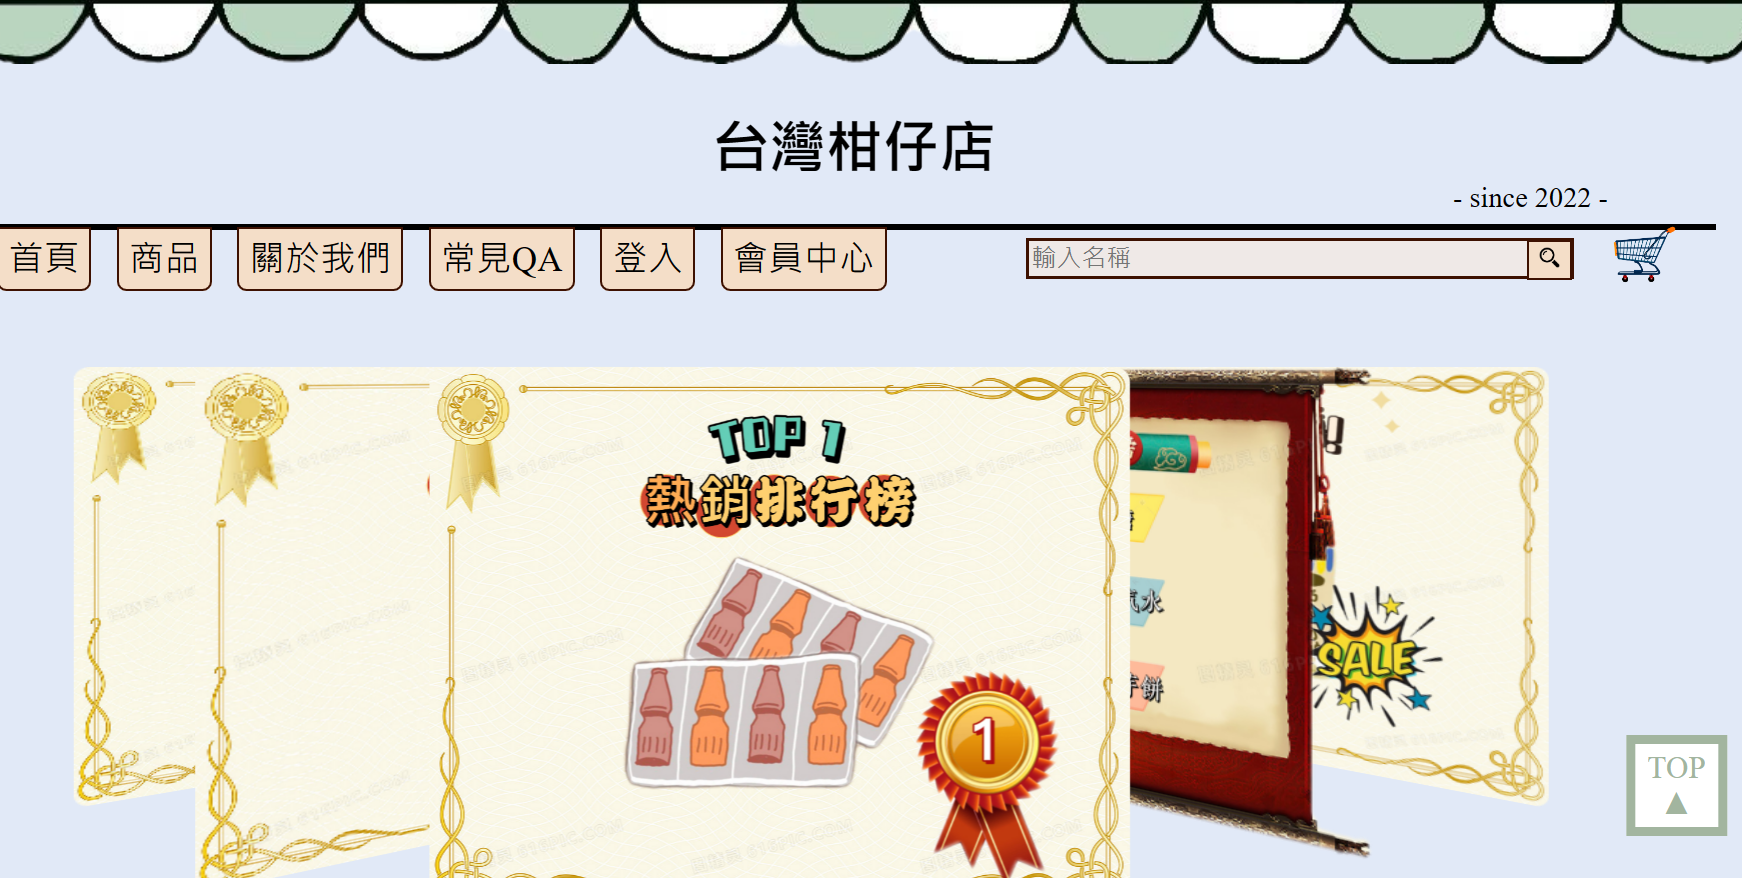 台灣柑仔店
- since 2022 -
首頁
商品
關於我們
常見QA
登入
會員中心
輸入名稱
TOP 1
熱銷排行榜
氣水
芋餅
SALE
1
TOP
▲